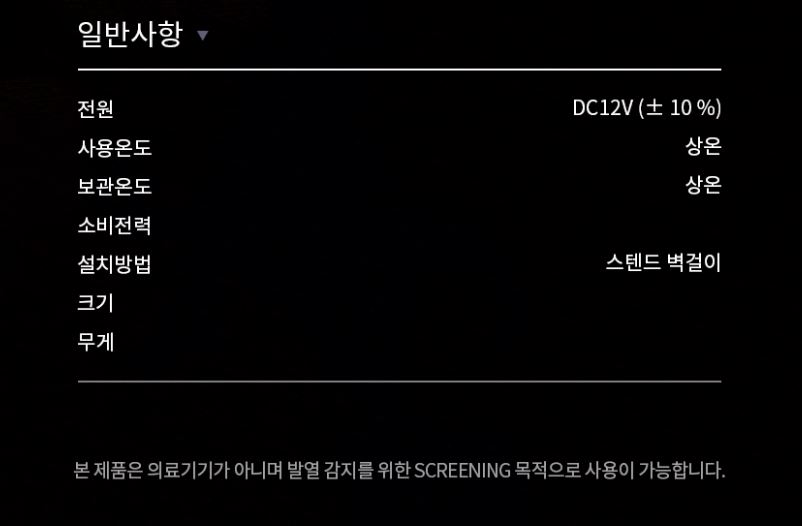 일반사항 ▼
전원 DC12V (± 10 %)
사용온도 상온
보관온도 상온
소비전력
설치방법 스텐드 벽걸이
크기
무게
본 제품은 의료기기가 아니며 발열 감지를 위한 SCREENING 목적으로 사용이 가능합니다.